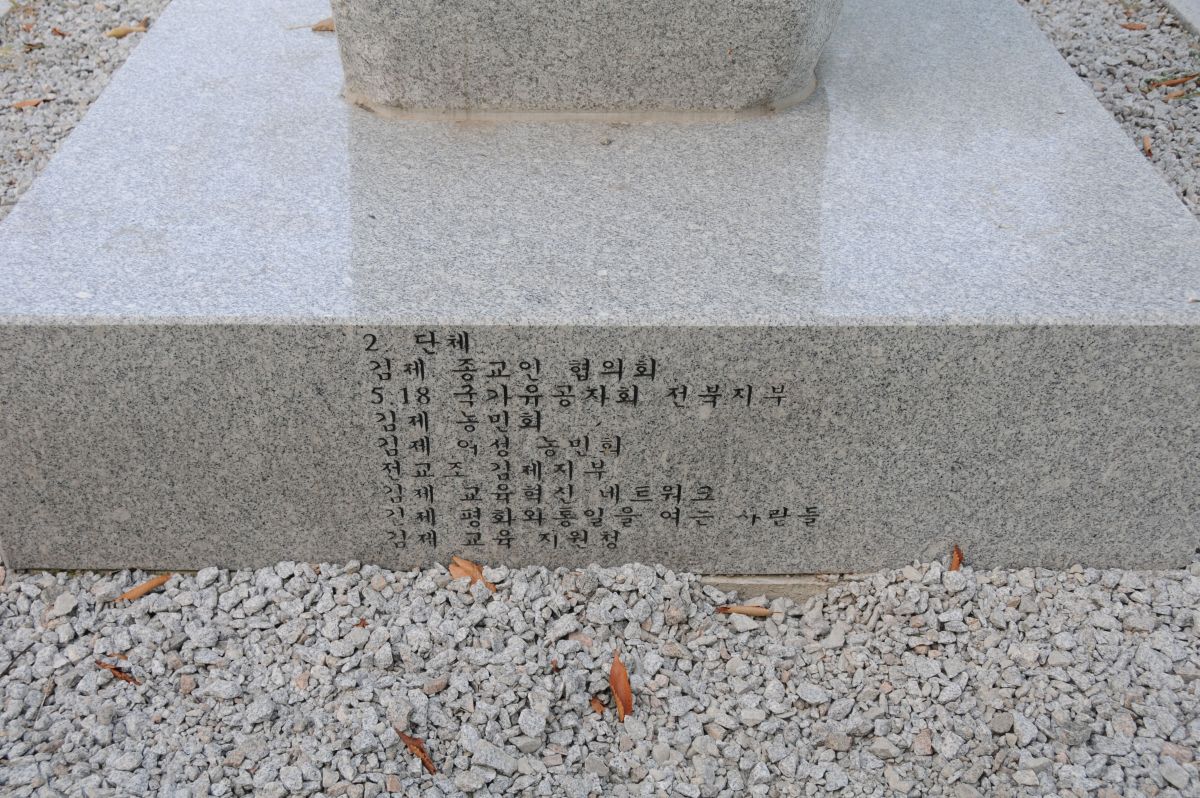 2. 단체
김제 종교인 협의회
5.18 국가유공자회 전북지부
김제 농민회
김제 여성 농민회
전교조 김제지부
김제 교육혁신 네트워크
김제 평화와통일을 여는 사람들
김제 교육 지원청